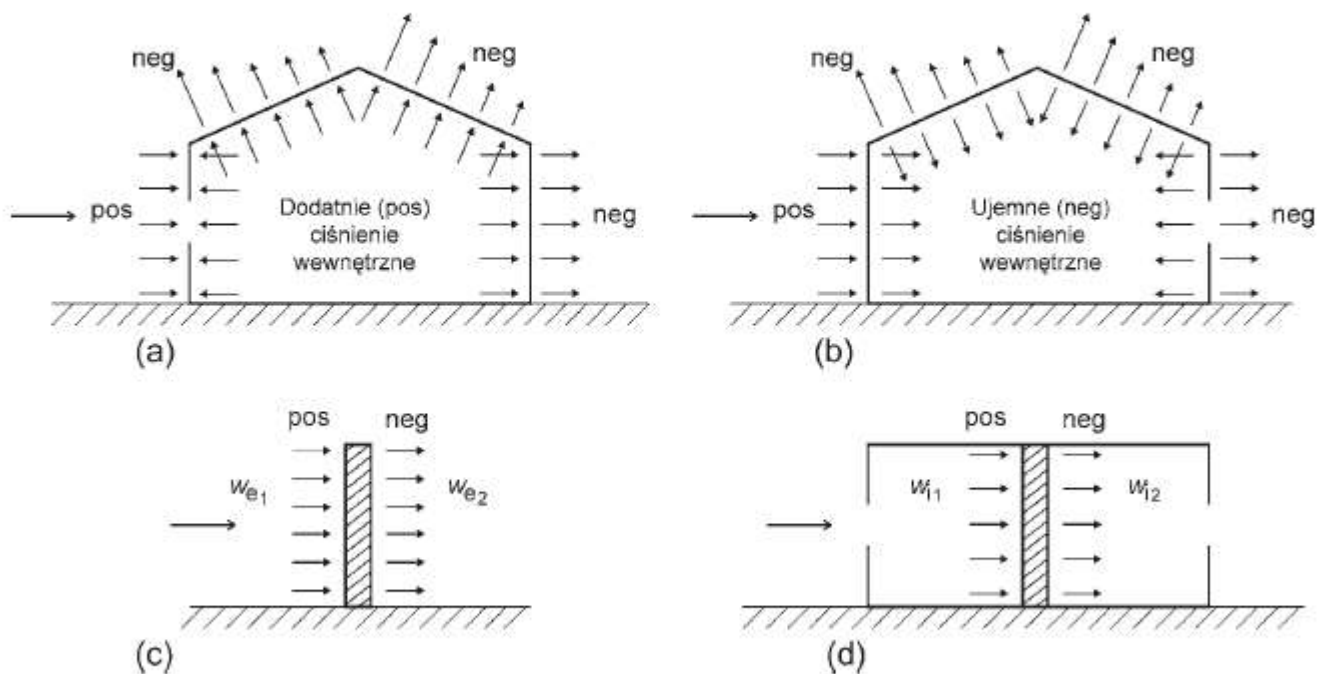 neg
neg
pos
Dodatnie (pos)
ciśnienie
wewnętrzne
neg
(a)
neg
neg
pos
Ujemne (neg)
ciśnienie
wewnętrzne
neg
(b)
pos neg
we1 we2
(c)
pos neg
wi1 wi2
(d)